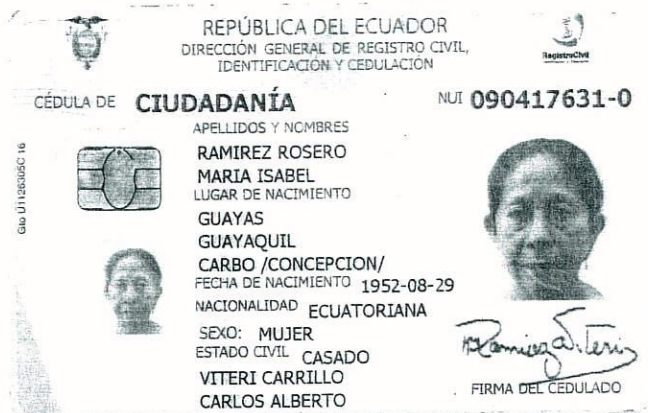 REPÚBLICA DEL ECUADOR
DIRECCIÓN GENERAL DE REGISTRO CIVIL,
IDENTIFICACIÓN Y CEDULACIÓN
RegistroCivil
CÉDULA DE CIUDADANÍA
NUI 090417631-0
APELLIDOS Y NOMBRES
RAMIREZ ROSERO
MARIA ISABEL
LUGAR DE NACIMIENTO
GUAYAS
GUAYAQUIL
CARBO /CONCEPCION/
FECHA DE NACIMIENTO 1952-08-29
NACIONALIDAD ECUATORIANA
SEXO: MUJER
ESTADO CIVIL CASADO
VITERI CARRILLO
CARLOS ALBERTO
FIRMA DEL CEDULADO